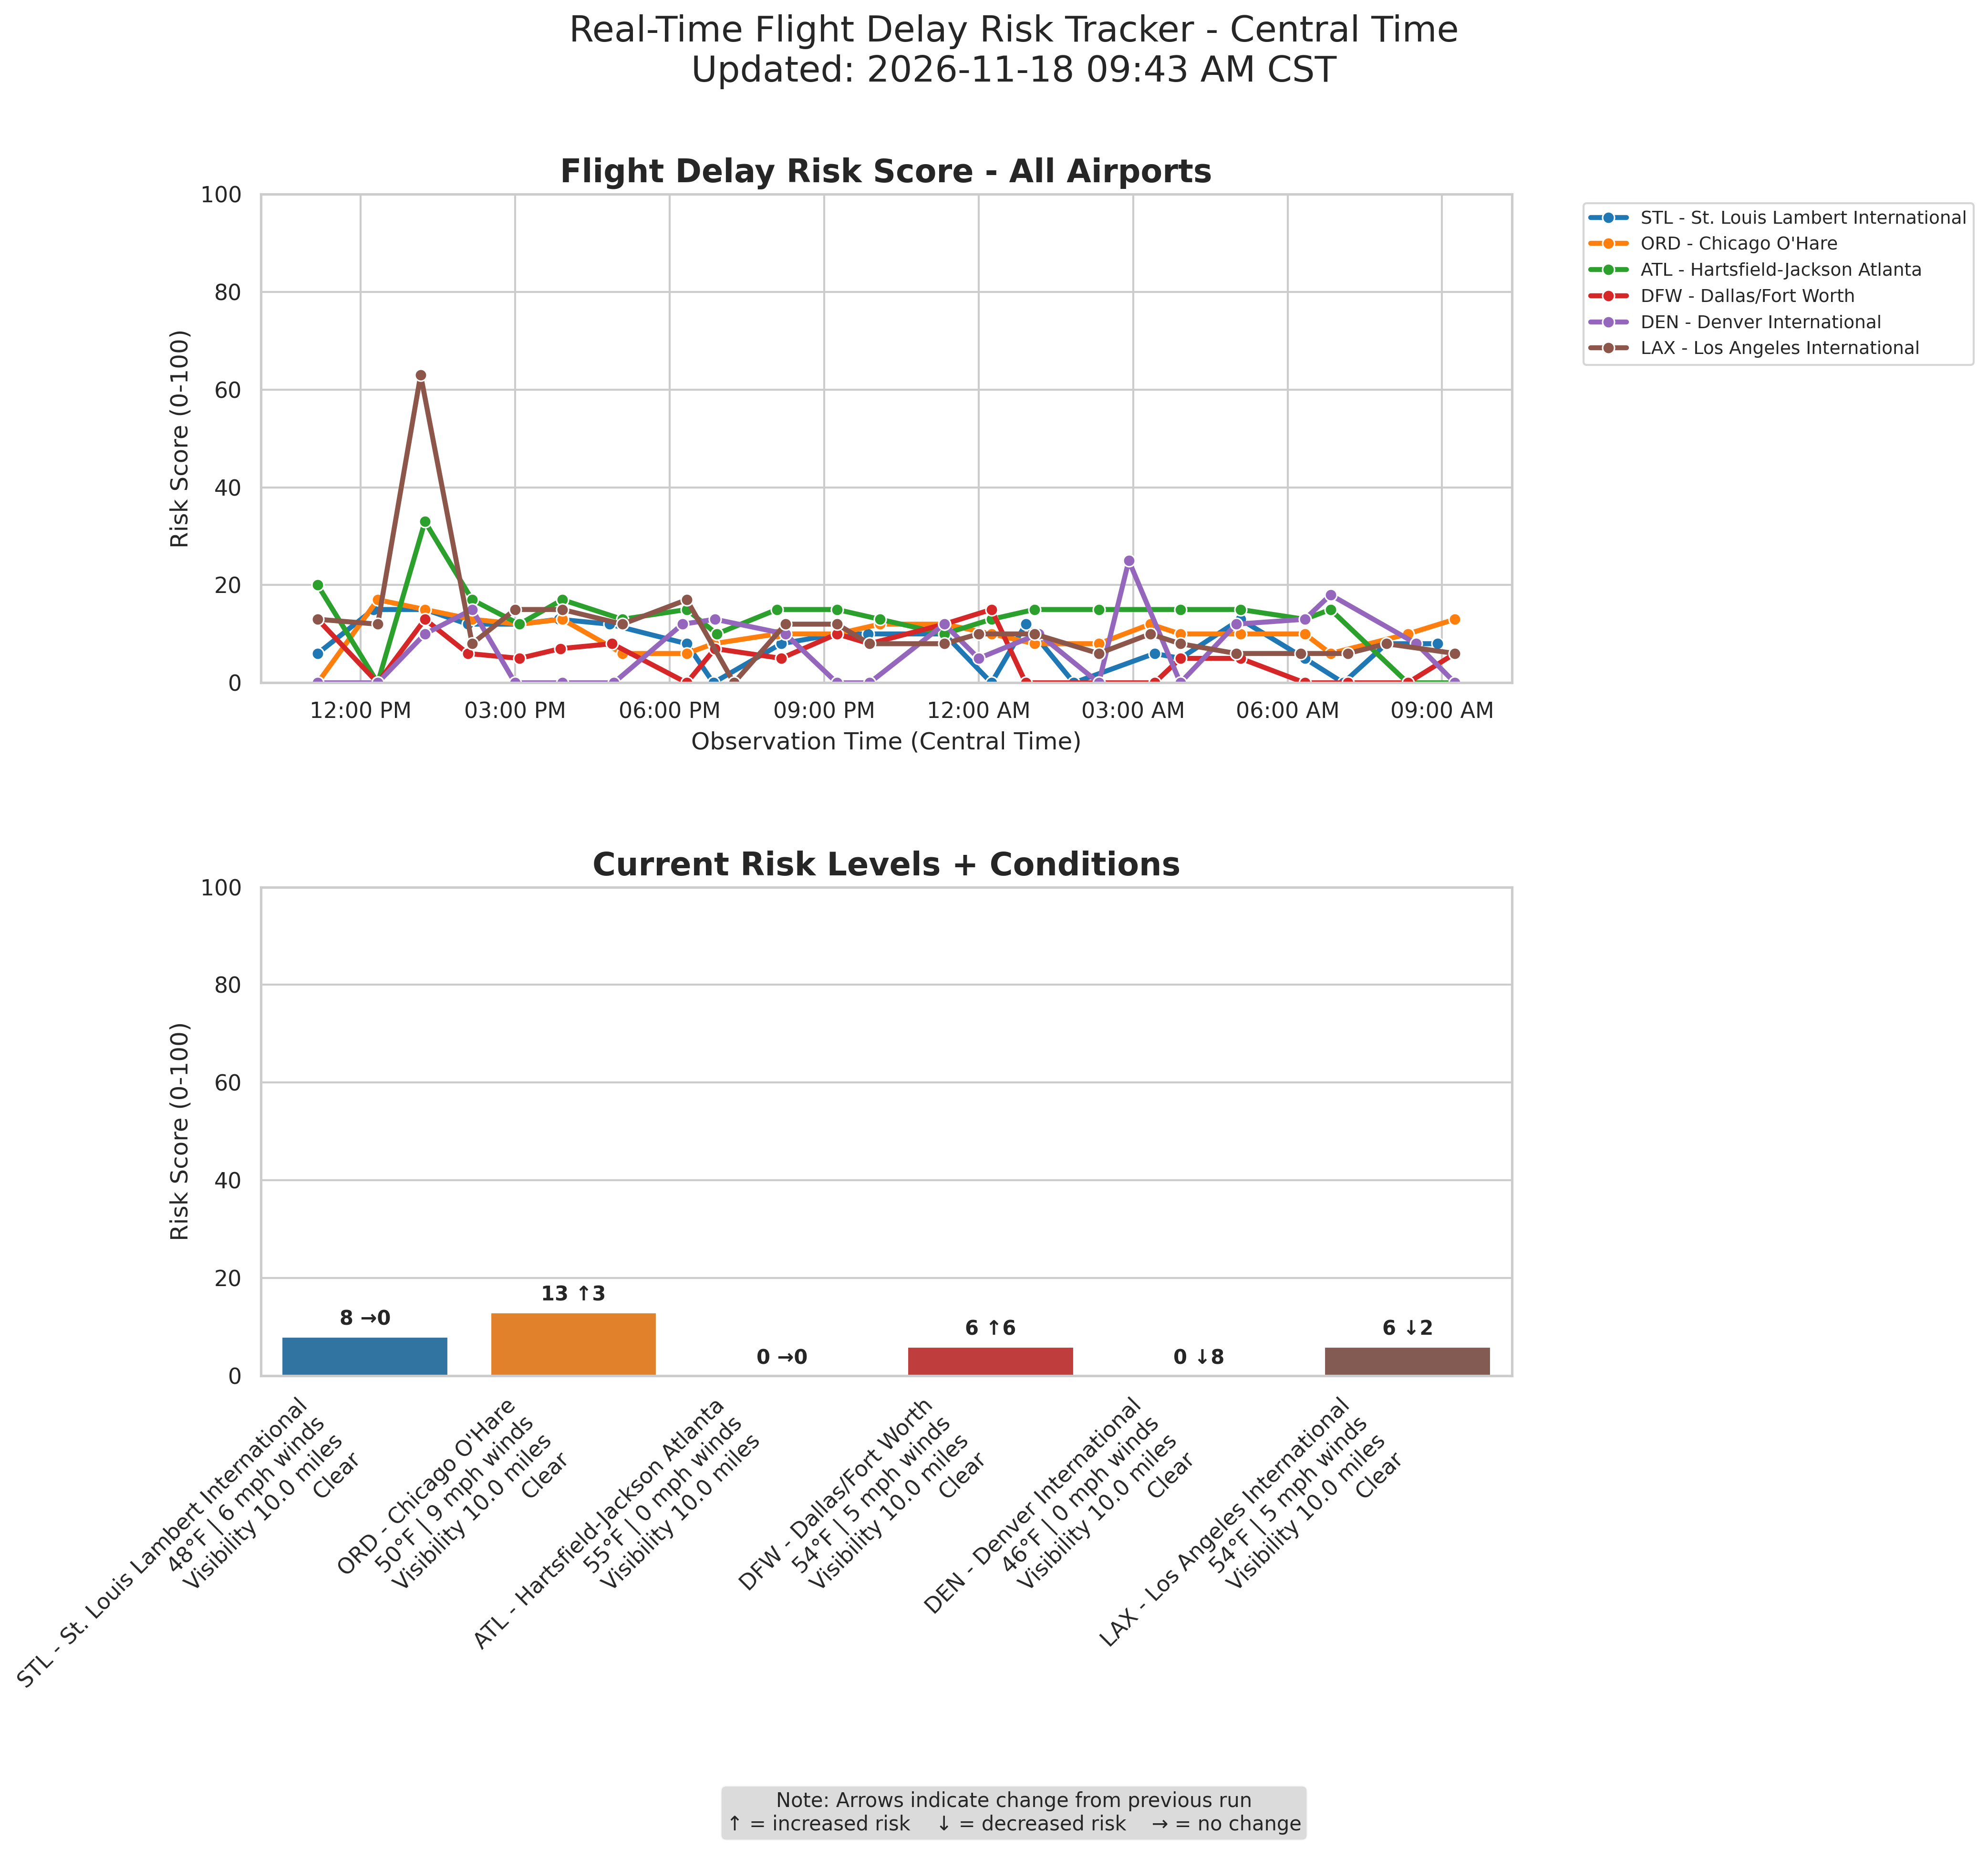 Real-Time Flight Delay Risk Tracker - Central Time
Updated: 2026-11-18 09:43 AM CST
Flight Delay Risk Score - All Airports
Risk Score (0-100)
100
80
60
40
20
0
12:00 PM
03:00 PM
06:00 PM
09:00 PM
12:00 AM
03:00 AM
06:00 AM
09:00 AM
Observation Time (Central Time)
STL - St. Louis Lambert International
ORD - Chicago O'Hare
ATL - Hartsfield-Jackson Atlanta
DFW - Dallas/Fort Worth
DEN - Denver International
LAX - Los Angeles International
Current Risk Levels + Conditions
Risk Score (0-100)
100
80
60
40
20
0
8 →0
13 ↑3
0 →0
6 ↑6
0 ↓8
6 ↓2
STL - St. Louis Lambert International
48°F | 6 mph winds
Visibility 10.0 miles
Clear
ORD - Chicago O'Hare
50°F | 9 mph winds
Visibility 10.0 miles
Clear
ATL - Hartsfield-Jackson Atlanta
55°F | 0 mph winds
Visibility 10.0 miles
DFW - Dallas/Fort Worth
54°F | 5 mph winds
Visibility 10.0 miles
Clear
DEN - Denver International
46°F | 0 mph winds
Visibility 10.0 miles
Clear
LAX - Los Angeles International
54°F | 5 mph winds
Visibility 10.0 miles
Clear
Note: Arrows indicate change from previous run
↑ = increased risk    ↓ = decreased risk    → = no change